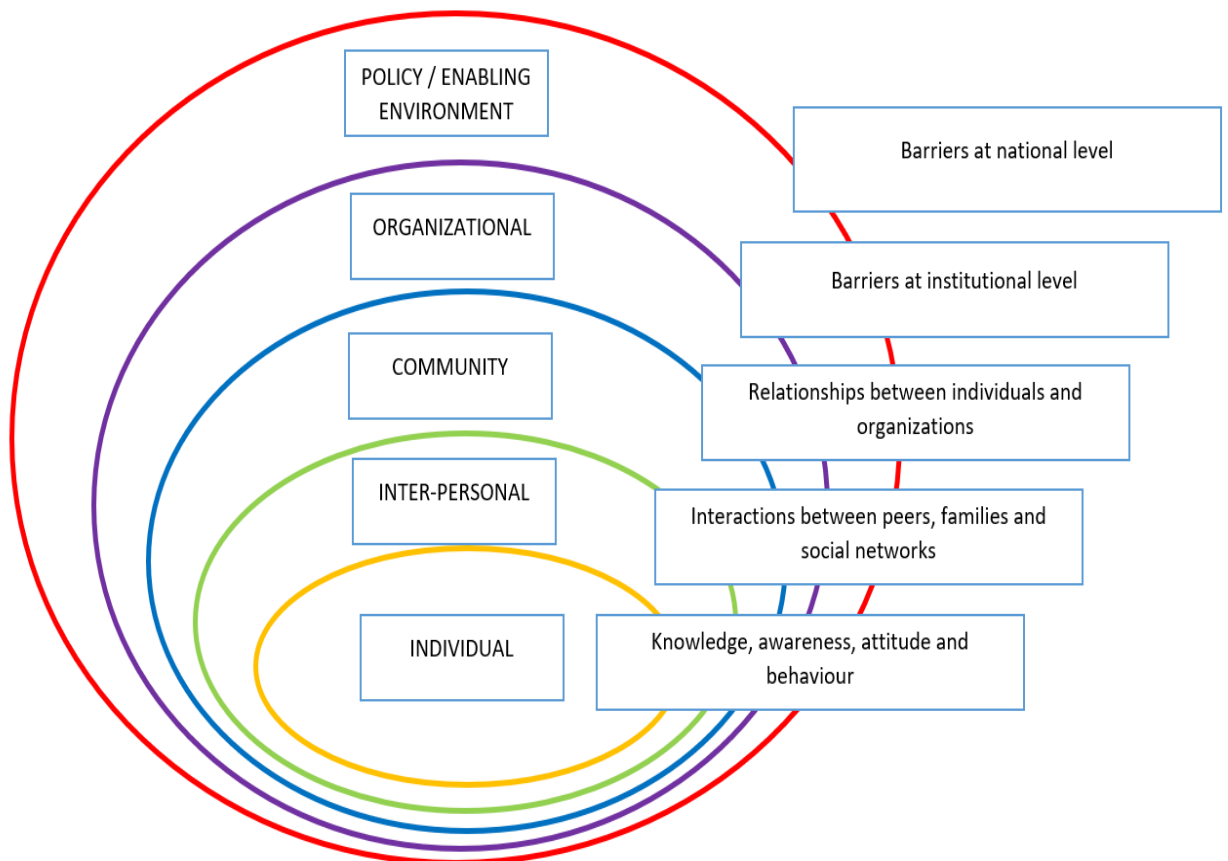 POLICY / ENABLING
ENVIRONMENT
Barriers at national level
ORGANIZATIONAL
Barriers at institutional level
COMMUNITY
Relationships between individuals and
organizations
INTER-PERSONAL
Interactions between peers, families and
social networks
INDIVIDUAL
Knowledge, awareness, attitude and
behaviour